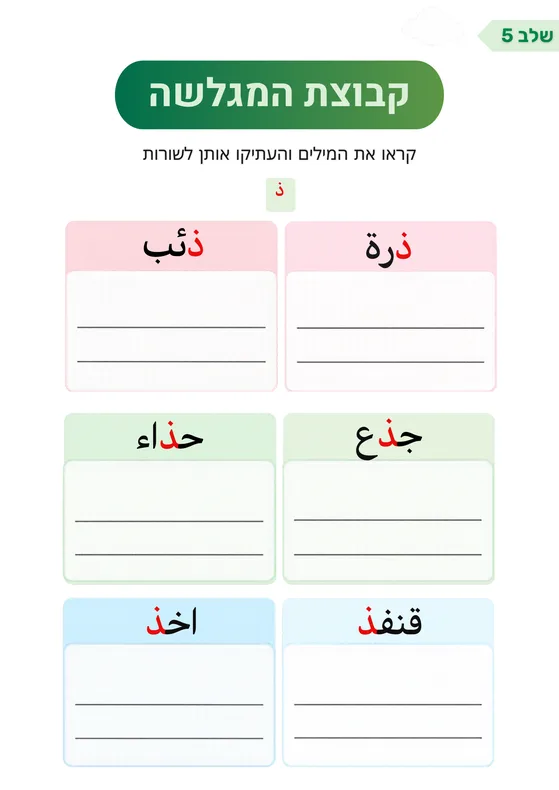 שלב 5
קבוצת המגלשה
קראו את המילים והעתיקו אותן לשורות
ذ
ذرة
ذئب
جذع
حذاء
قنفذ
اخذ